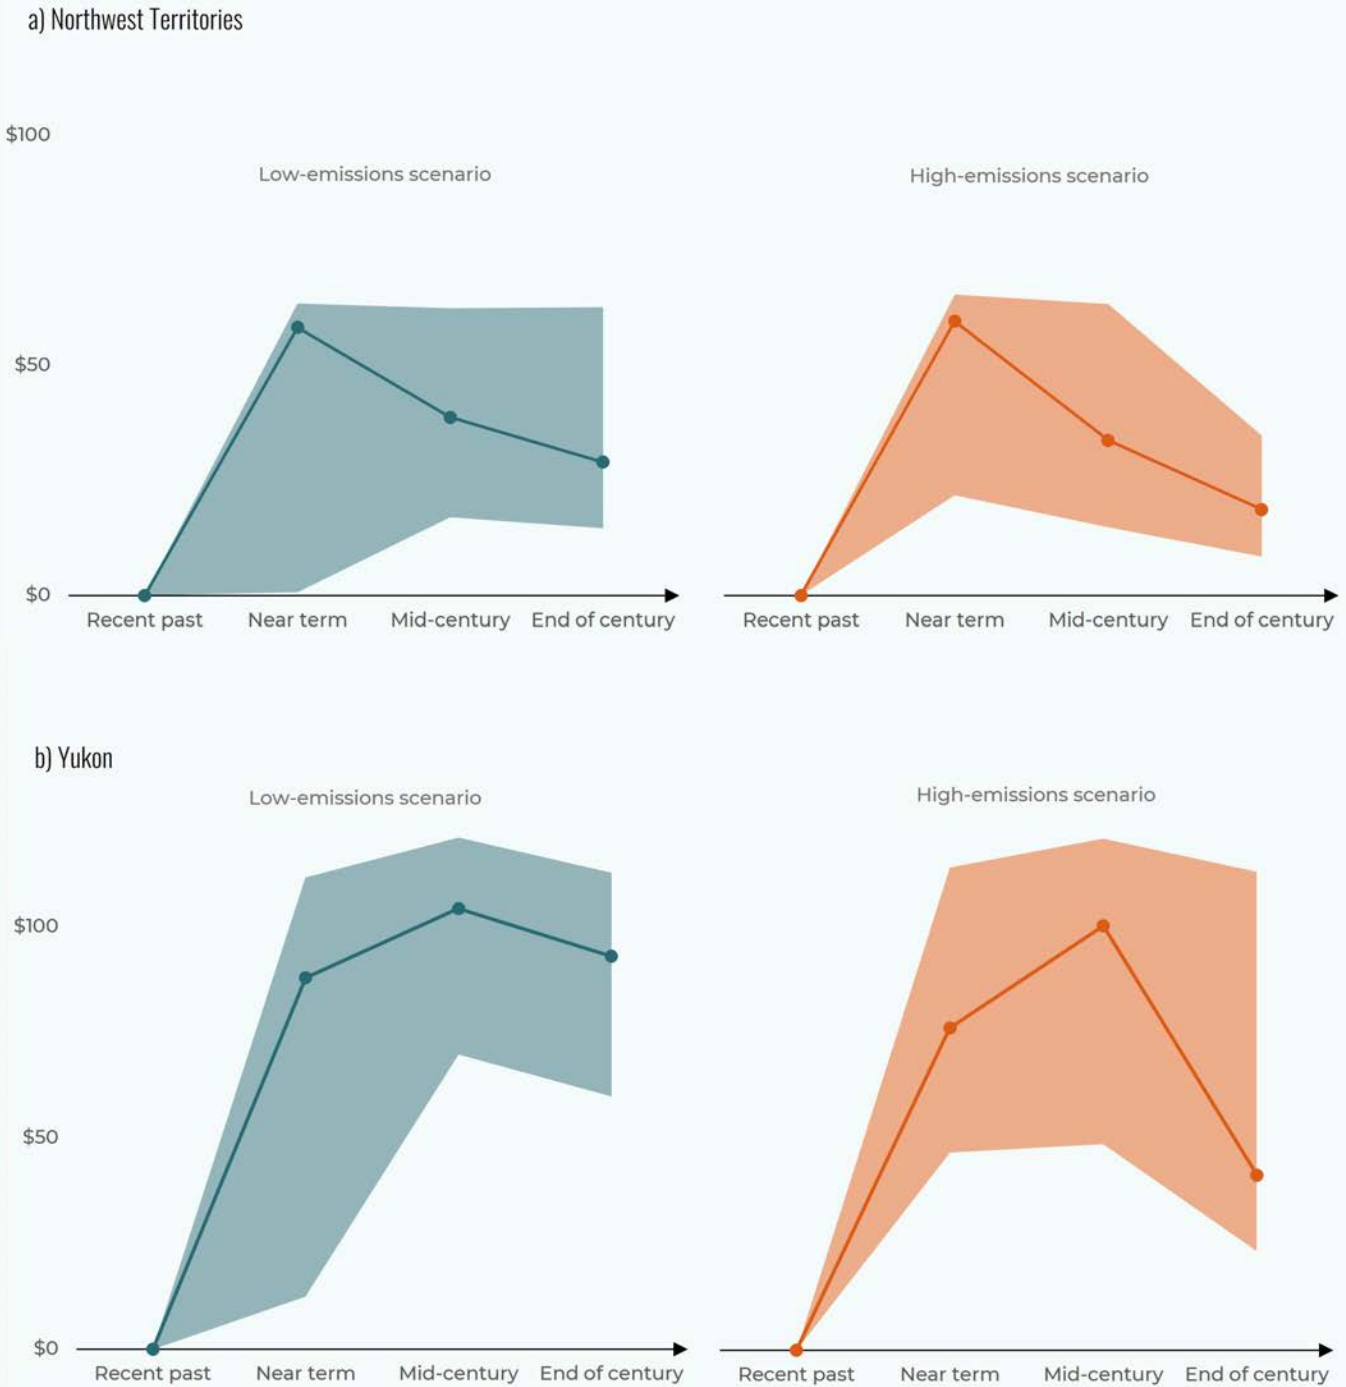 a) Northwest Territories
$100
Low-emissions scenario
High-emissions scenario
$50
$0
Recent past Near term Mid-century End of century
Recent past Near term Mid-century End of century
b) Yukon
Low-emissions scenario
High-emissions scenario
$100
$50
$0
Recent past Near term Mid-century End of century
Recent past Near term Mid-century End of century